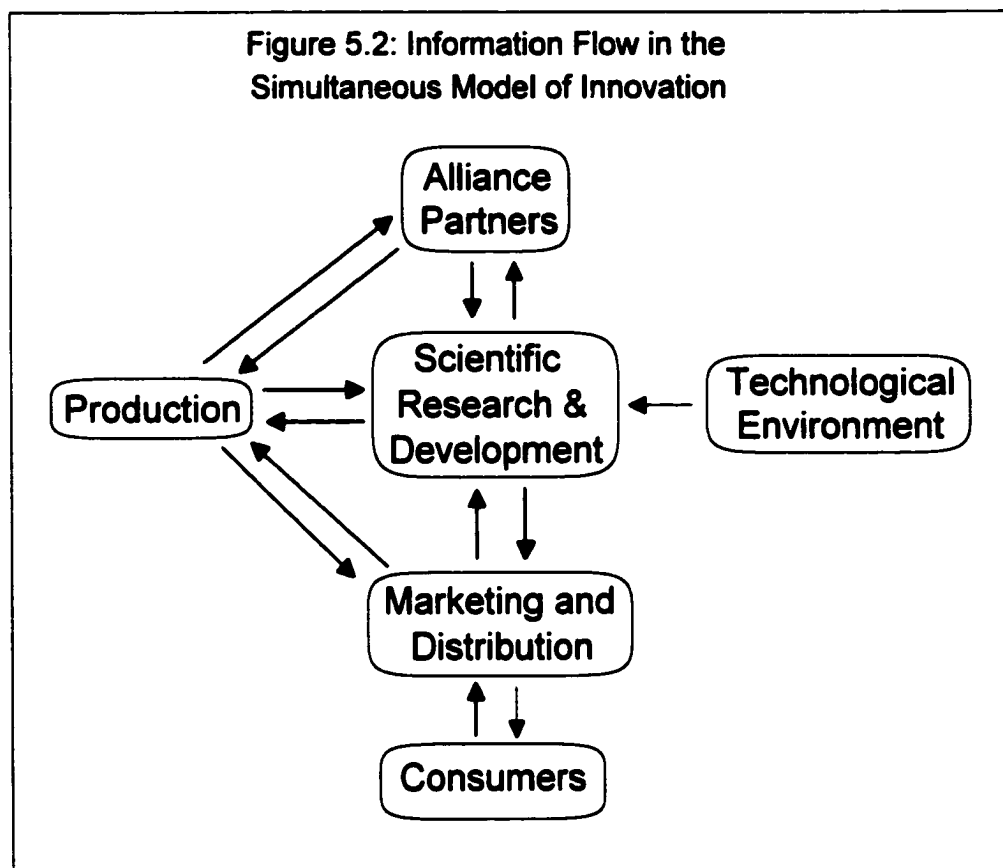 Figure 5.2: Information Flow in the
Simultaneous Model of Innovation
Alliance
Partners
Scientific
Research &
Development
Production
Technological
Environment
Marketing and
Distribution
Consumers